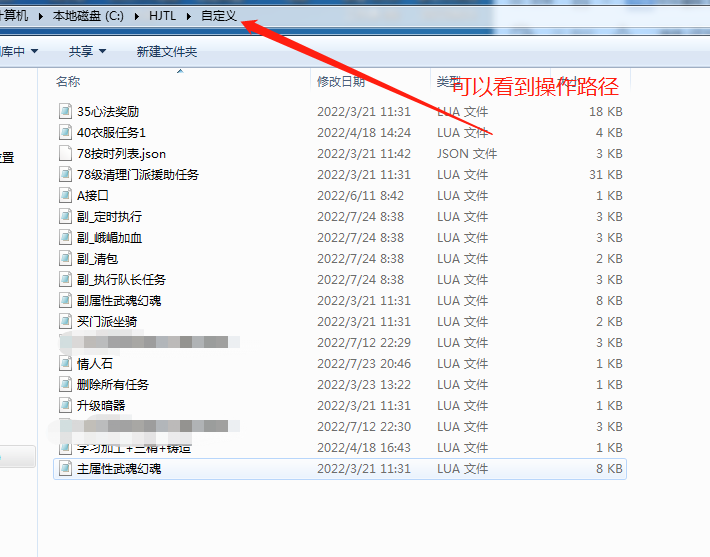 计算机 ▸ 本地磁盘 (C:) ▸ HJTL ▸ 自定义
库中 共享 新建文件夹
名称 修改日期 类型
可以看到操作路径
35心法奖励 2022/3/21 11:31 LUA 文件 18 KB
40衣服任务1 2022/4/18 14:24 LUA 文件 4 KB
78按时列表.json 2022/3/21 11:42 JSON 文件 3 KB
位置
78级清理门派援助任务 2022/3/21 11:31 LUA 文件 31 KB
A接口 2022/6/11 8:42 LUA 文件 1 KB
副_定时执行 2022/7/24 8:38 LUA 文件 3 KB
副_峨嵋加血 2022/7/24 8:38 LUA 文件 3 KB
副_清包 2022/7/24 8:38 LUA 文件 2 KB
副_执行队长任务 2022/7/24 8:38 LUA 文件 3 KB
副属性武魂幻魂 2022/3/21 11:31 LUA 文件 8 KB
买门派坐骑 2022/3/21 11:31 LUA 文件 2 KB
2022/7/12 22:29 LUA 文件 3 KB
情人石 2022/7/23 20:46 LUA 文件 1 KB
删除所有任务 2022/3/23 13:22 LUA 文件 1 KB
升级暗器 2022/3/21 11:31 LUA 文件 1 KB
2022/7/12 22:30 LUA 文件 3 KB
学习加工+三精+铸造 2022/4/18 16:43 LUA 文件 1 KB
主属性武魂幻魂 2022/3/21 11:31 LUA 文件 8 KB